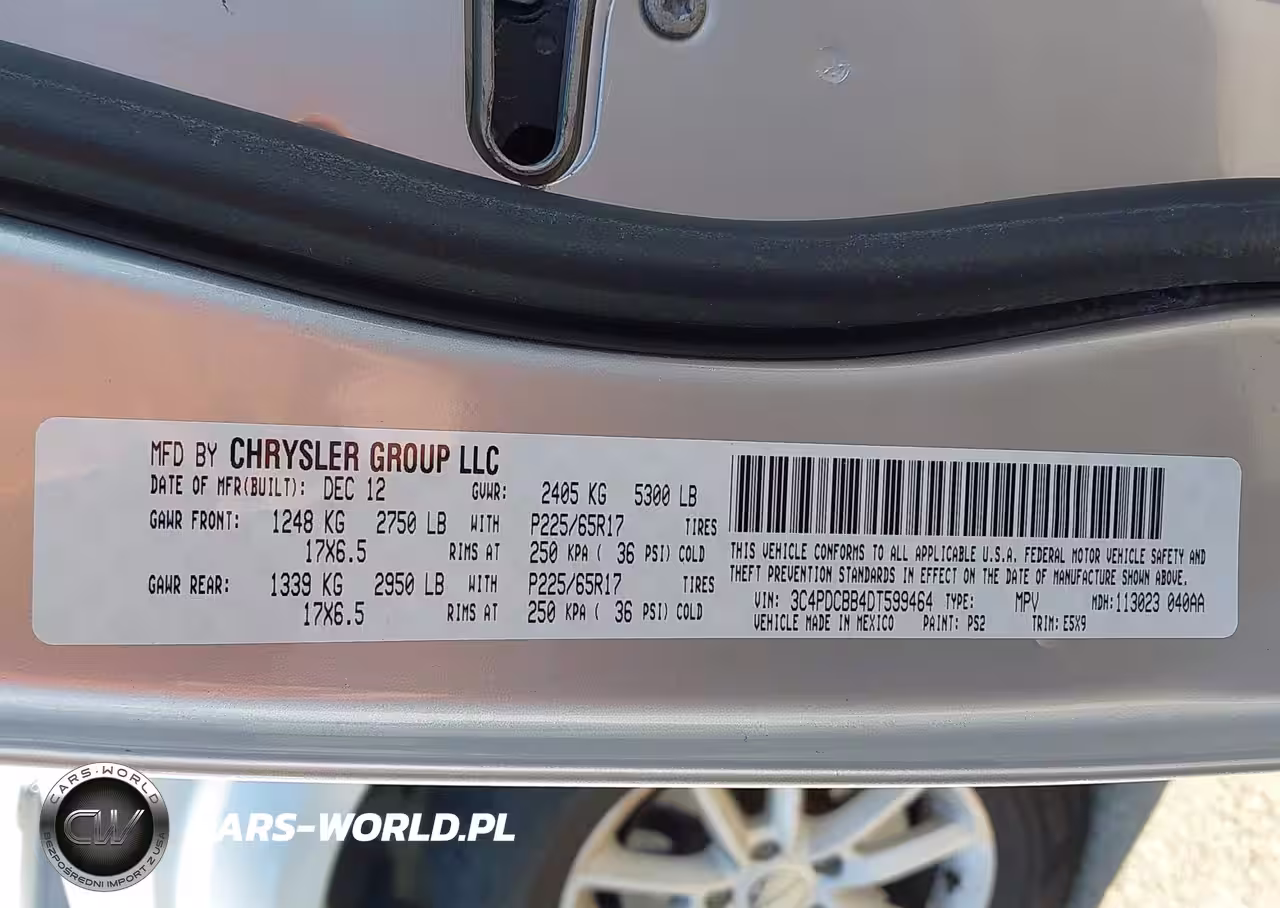 MFD BY CHRYSLER GROUP LLC
DATE OF MFR(BUILT): DEC 12 GVWR: 2405 KG 5300 LB
GAWR FRONT: 1248 KG 2750 LB WITH P225/65R17 TIRES
17X6.5 RIMS AT 250 KPA ( 36 PSI) COLD
GAWR REAR: 1339 KG 2950 LB WITH P225/65R17 TIRES
17X6.5 RIMS AT 250 KPA ( 36 PSI) COLD
THIS VEHICLE CONFORMS TO ALL APPLICABLE U.S.A. FEDERAL MOTOR VEHICLE SAFETY AND
THEFT PREVENTION STANDARDS IN EFFECT ON THE DATE OF MANUFACTURE SHOWN ABOVE.
VIN: 3C4PDCBB4DT599464 TYPE: MPV MDH:113023 040AA
VEHICLE MADE IN MEXICO PAINT: PS2 TRIM: E5X9
CARS-WORLD
CW
BEZPOŚREDNI IMPORT Z USA
CARS-WORLD.PL